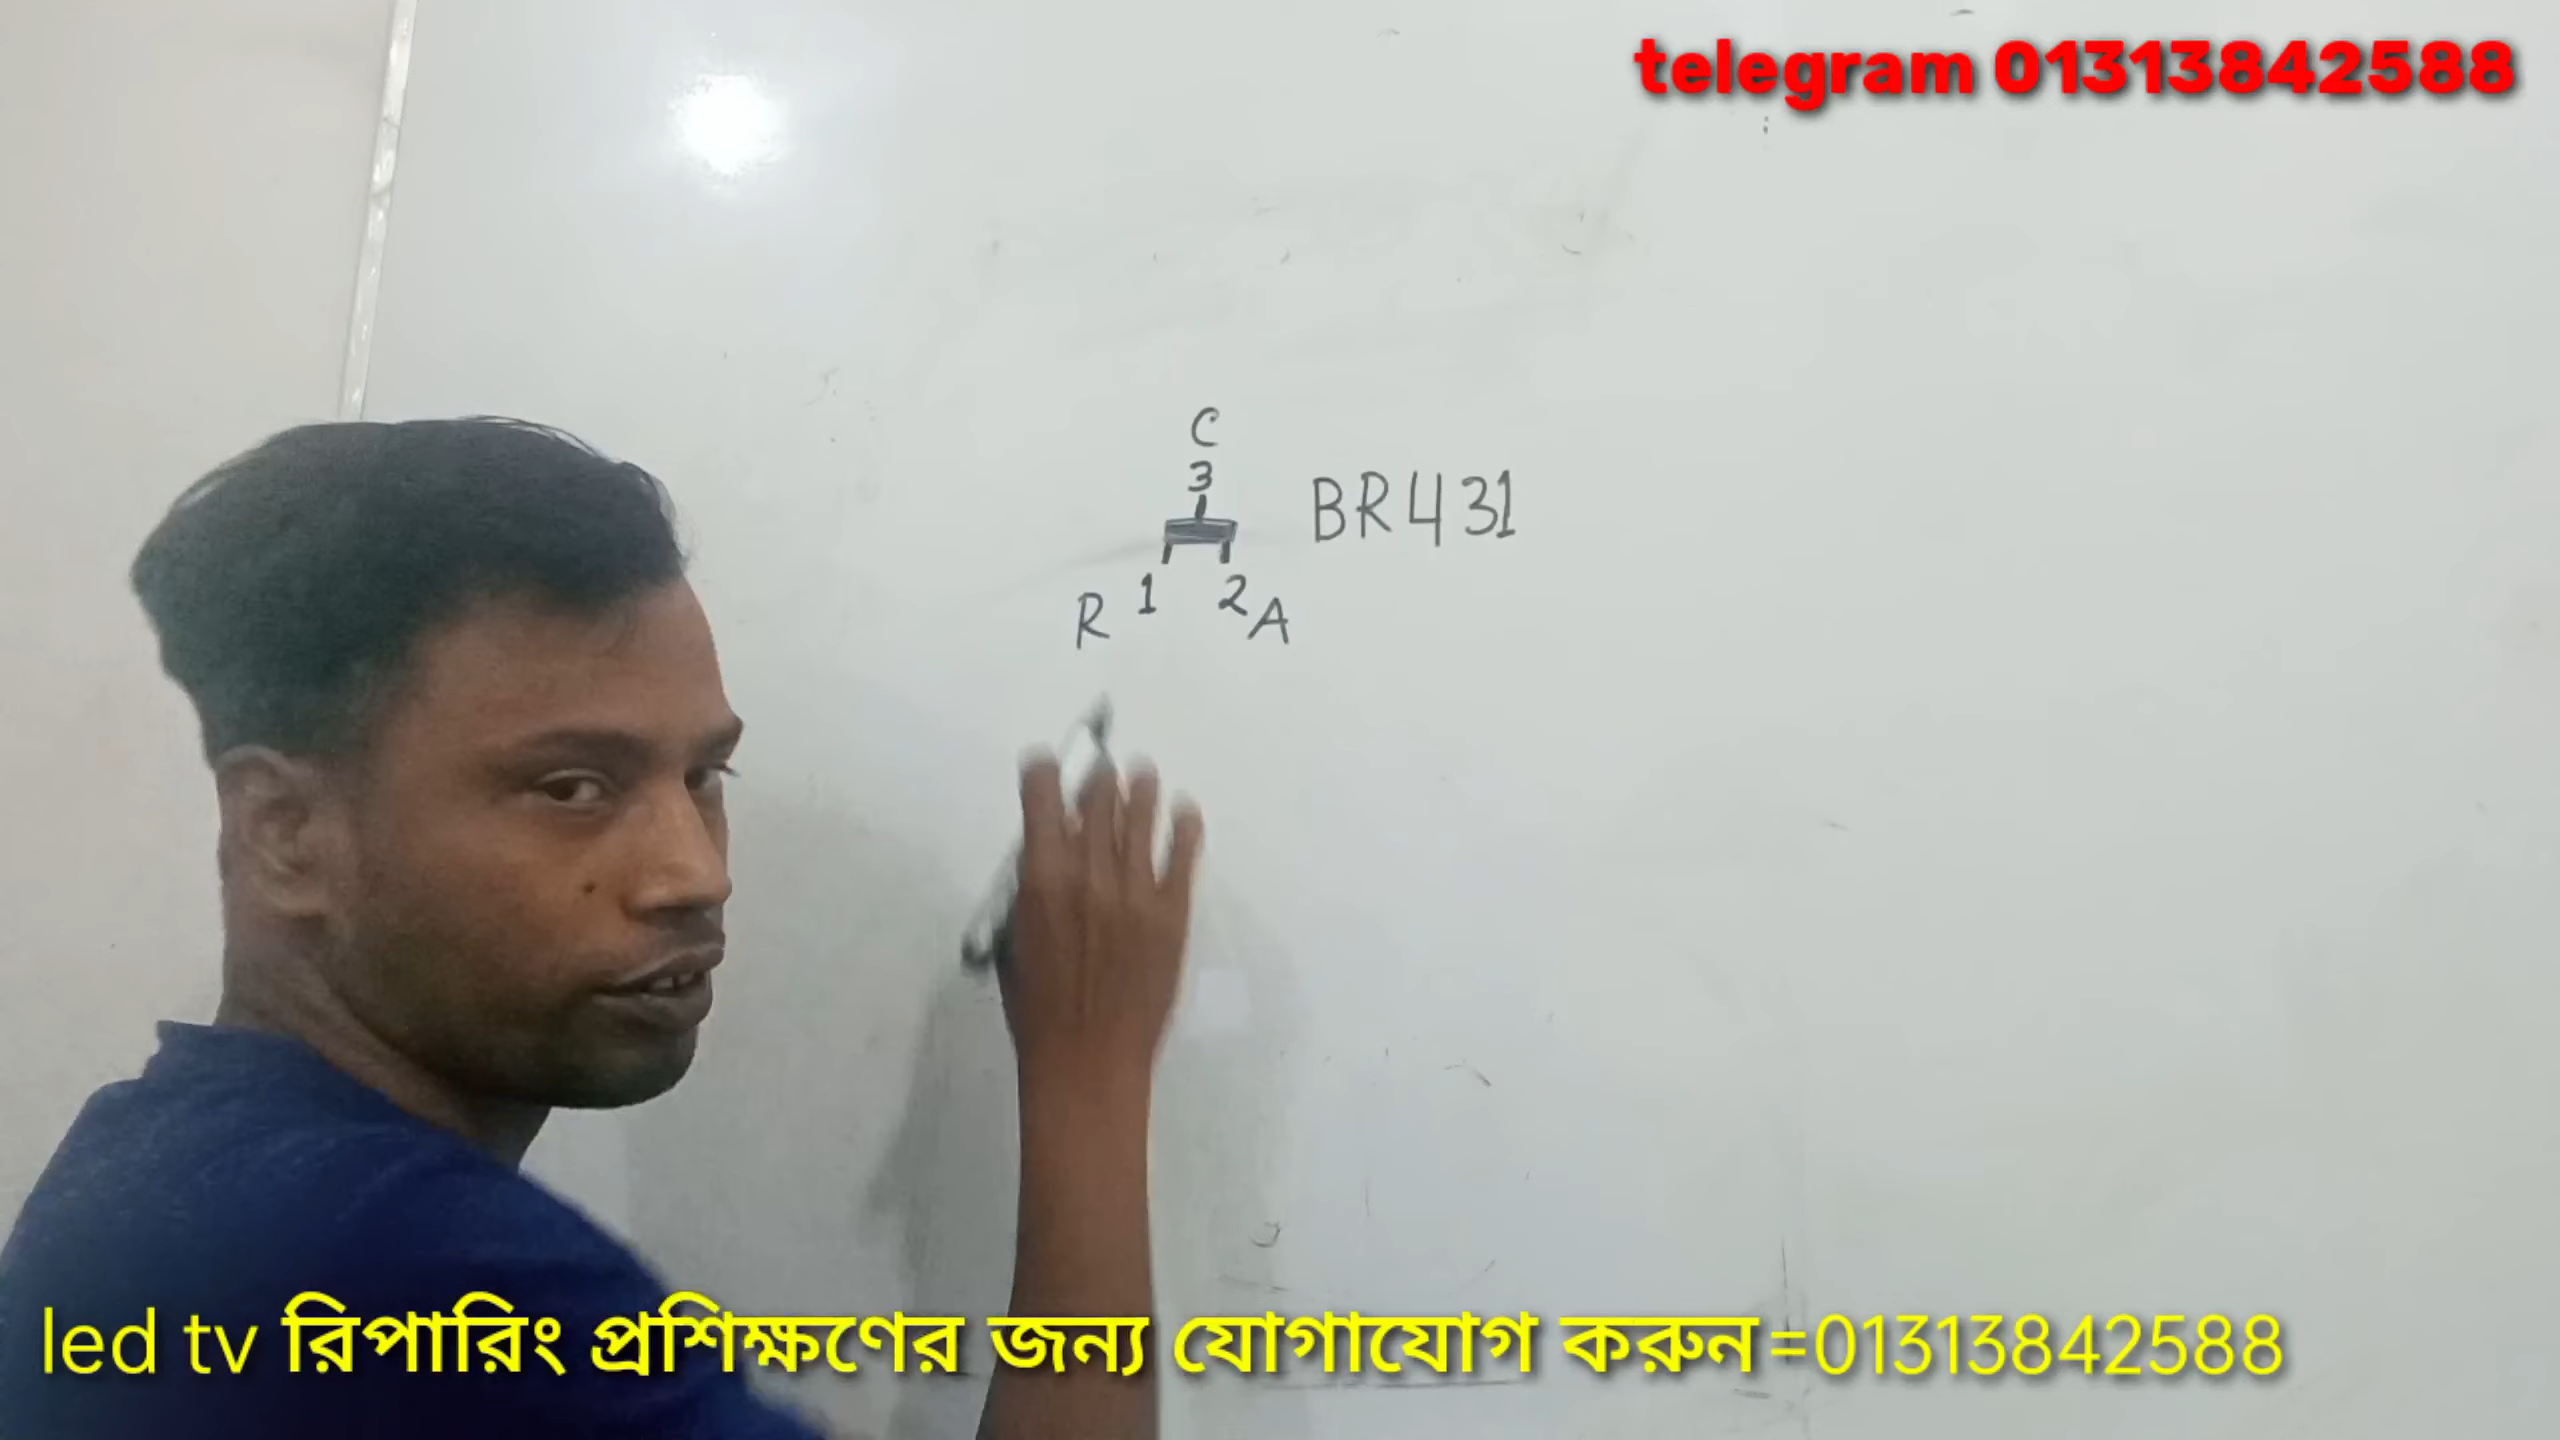 telegram 01313842588
C
3
BR431
R 1 2 A
led tv রিপারিং প্রশিক্ষণের জন্য যোগাযোগ করুন=01313842588